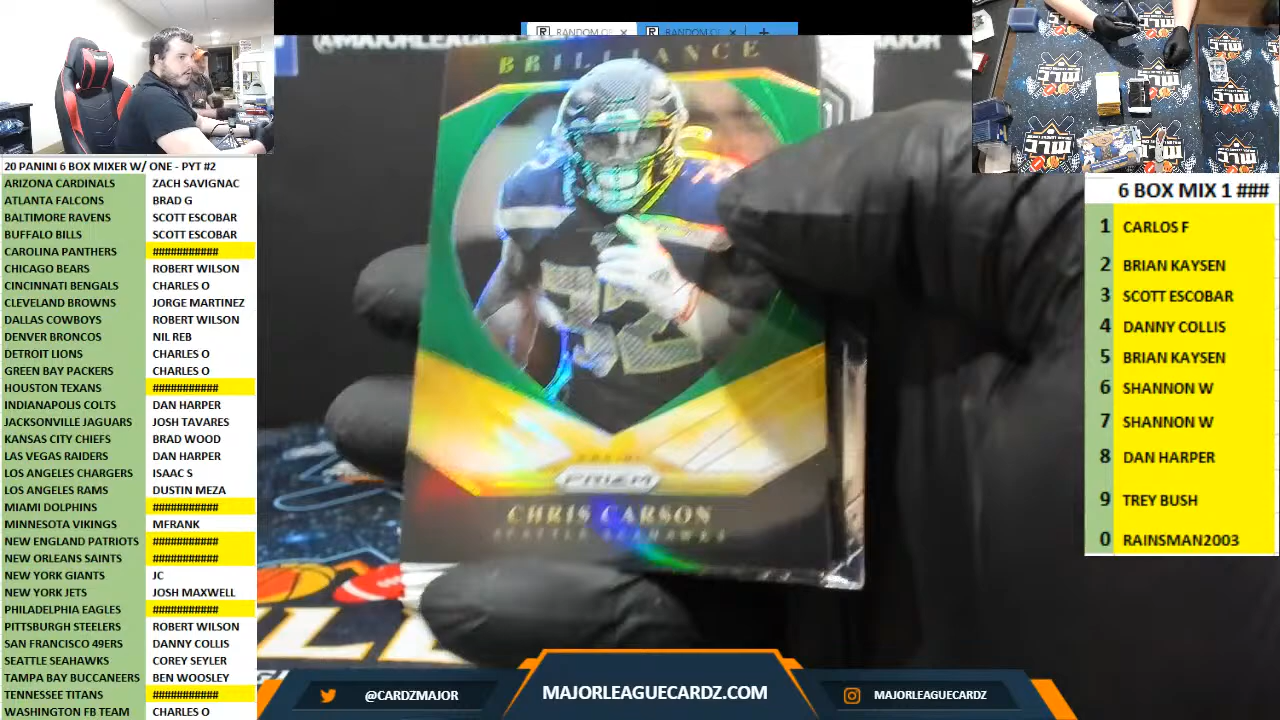 20 PANINI 6 BOX MIXER W/ ONE - PYT #2
ARIZONA CARDINALS ZACH SAVIGNAC
ATLANTA FALCONS BRAD G
BALTIMORE RAVENS SCOTT ESCOBAR
BUFFALO BILLS SCOTT ESCOBAR
CAROLINA PANTHERS ###########
CHICAGO BEARS ROBERT WILSON
CINCINNATI BENGALS CHARLES O
CLEVELAND BROWNS JORGE MARTINEZ
DALLAS COWBOYS ROBERT WILSON
DENVER BRONCOS NIL REB
DETROIT LIONS CHARLES O
GREEN BAY PACKERS CHARLES O
HOUSTON TEXANS ###########
INDIANAPOLIS COLTS DAN HARPER
JACKSONVILLE JAGUARS JOSH TAVARES
KANSAS CITY CHIEFS BRAD WOOD
LAS VEGAS RAIDERS DAN HARPER
LOS ANGELES CHARGERS ISAAC S
LOS ANGELES RAMS DUSTIN MEZA
MIAMI DOLPHINS ###########
MINNESOTA VIKINGS MFRANK
NEW ENGLAND PATRIOTS ###########
NEW ORLEANS SAINTS ###########
NEW YORK GIANTS JC
NEW YORK JETS JOSH MAXWELL
PHILADELPHIA EAGLES ###########
PITTSBURGH STEELERS ROBERT WILSON
SAN FRANCISCO 49ERS DANNY COLLIS
SEATTLE SEAHAWKS COREY SEYLER
TAMPA BAY BUCCANEERS BEN WOOSLEY
TENNESSEE TITANS ###########
WASHINGTON FB TEAM CHARLES O
BRILLIANCE
32
PRIZM
CHRIS CARSON
SEATTLE SEAHAWKS
6 BOX MIX 1 ###
1 CARLOS F
2 BRIAN KAYSEN
3 SCOTT ESCOBAR
4 DANNY COLLIS
5 BRIAN KAYSEN
6 SHANNON W
7 SHANNON W
8 DAN HARPER
9 TREY BUSH
0 RAINSMAN2003
@CARDZMAJOR
MAJORLEAGUECARDZ.COM
MAJORLEAGUECARDZ